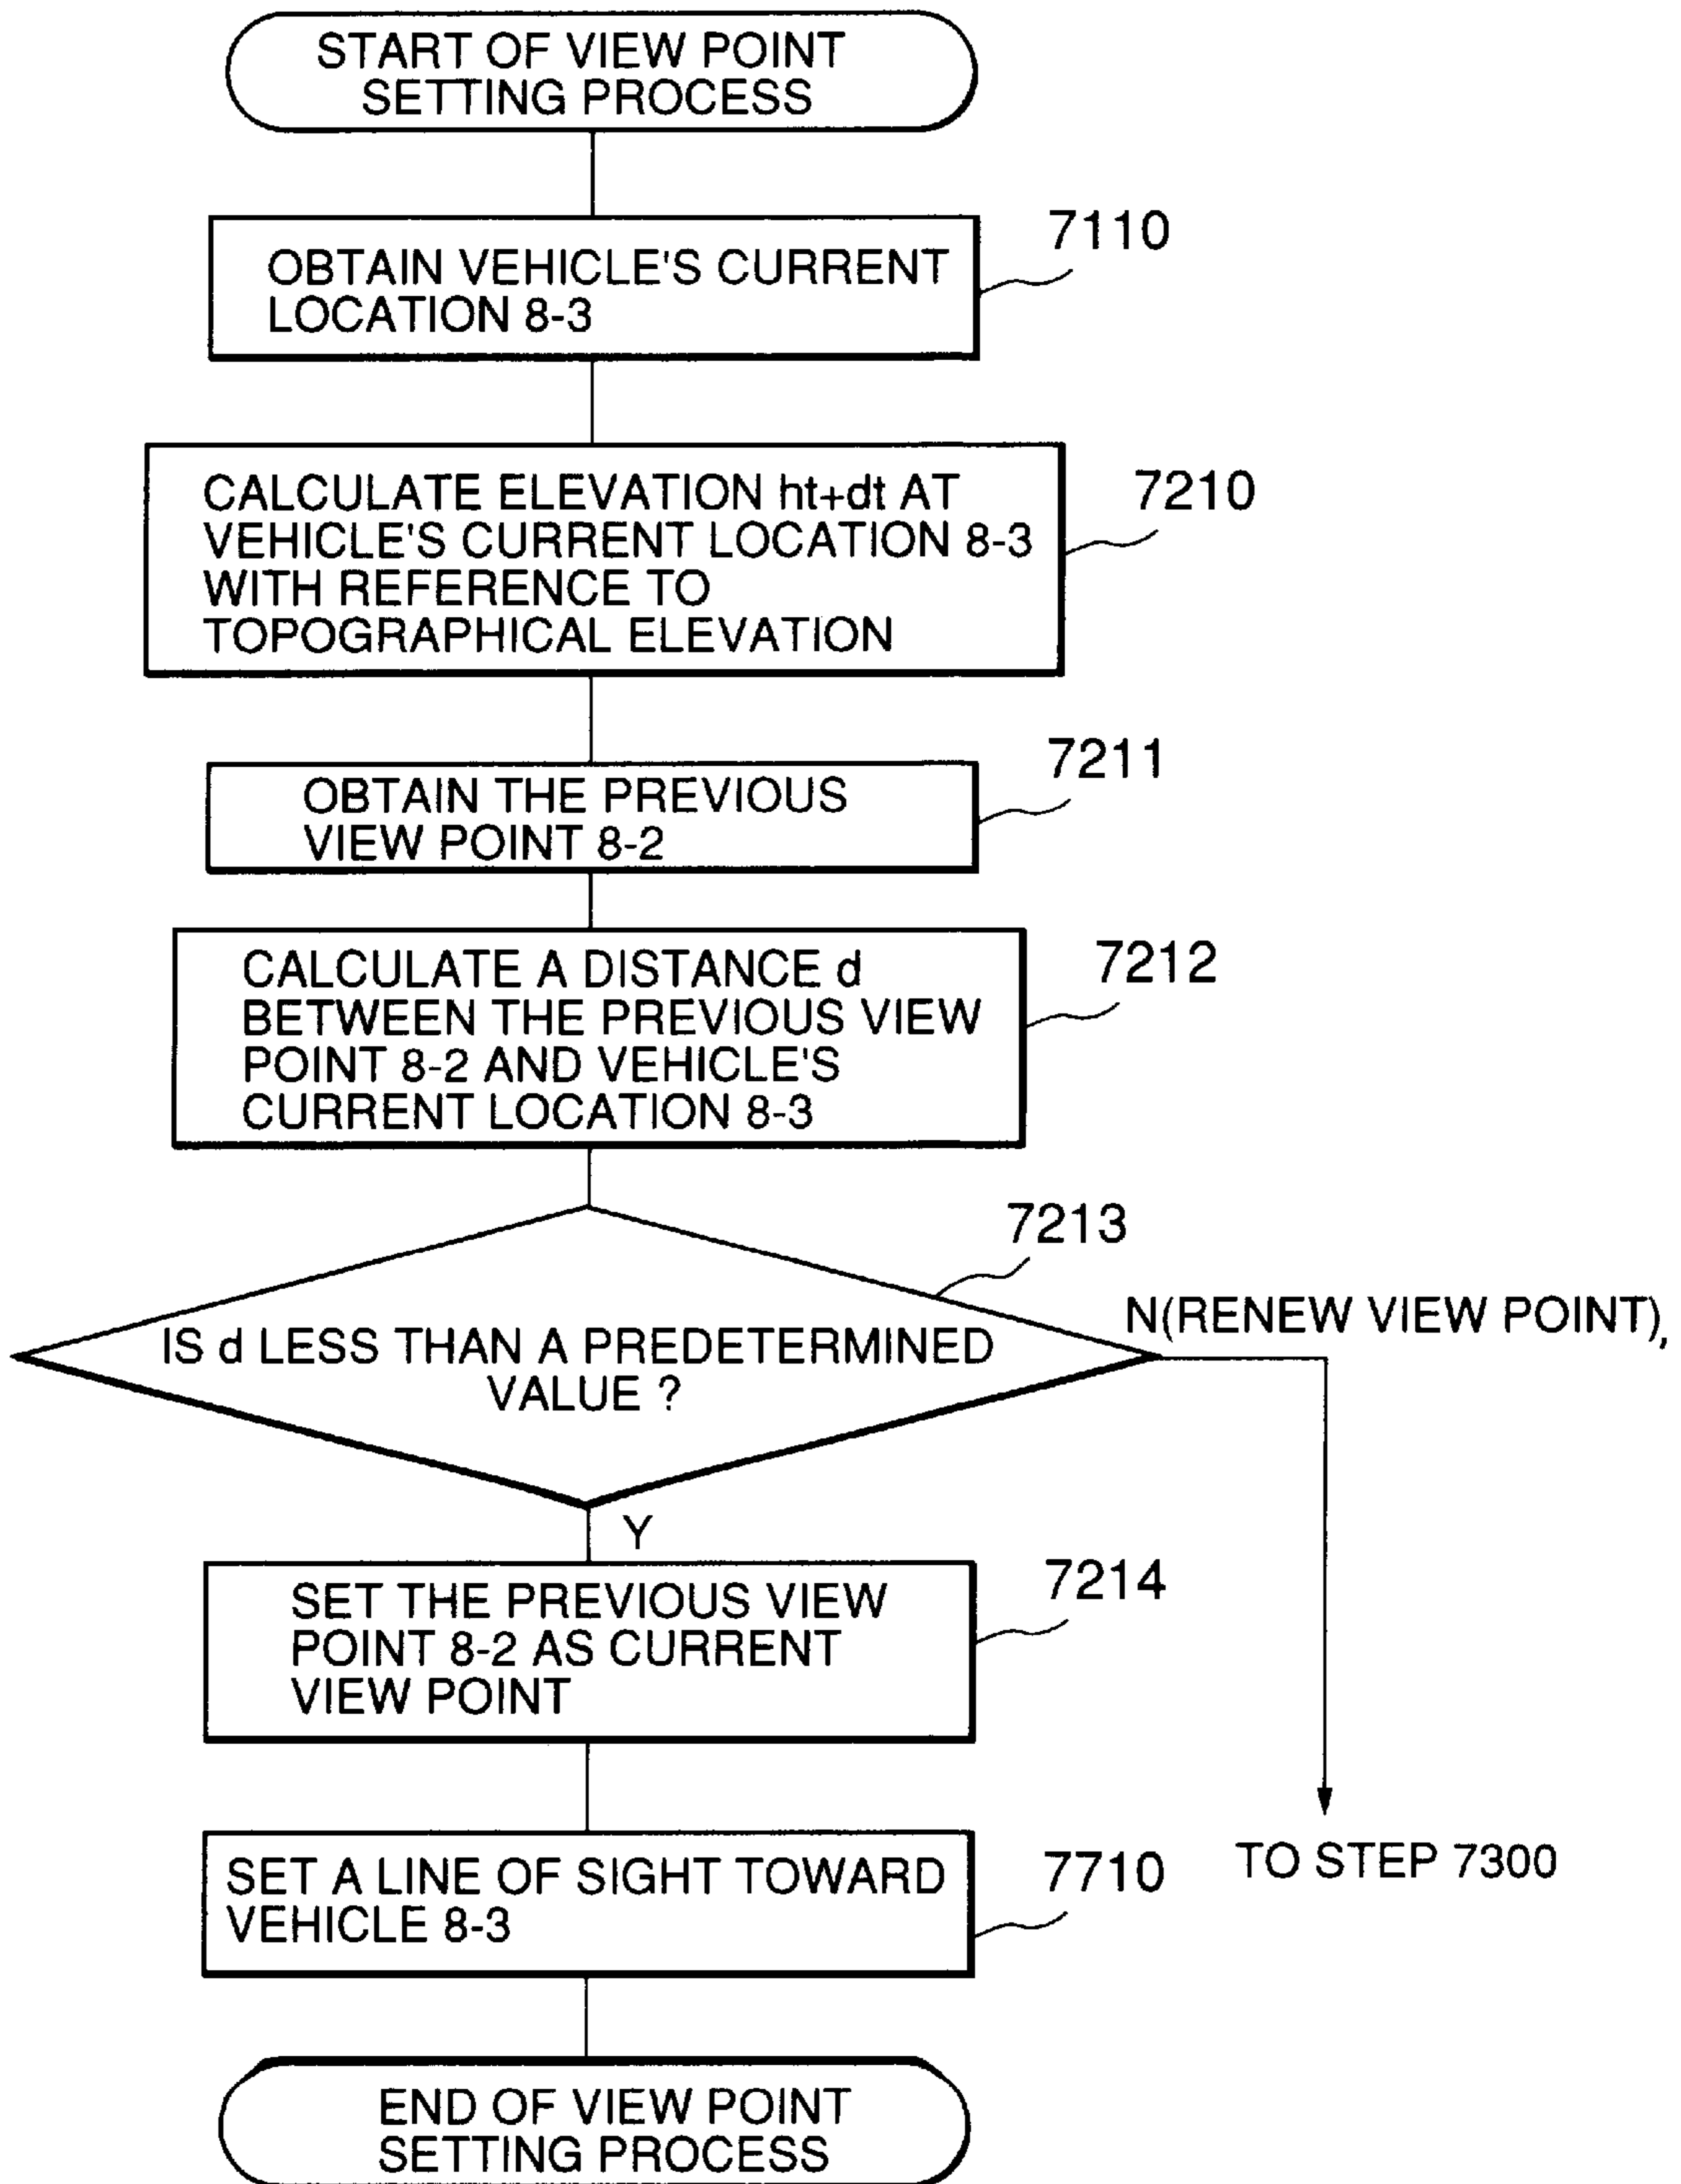 START OF VIEW POINT
SETTING PROCESS
7110
OBTAIN VEHICLE'S CURRENT
LOCATION 8-3
7210
CALCULATE ELEVATION ht+dt AT
VEHICLE'S CURRENT LOCATION 8-3
WITH REFERENCE TO
TOPOGRAPHICAL ELEVATION
7211
OBTAIN THE PREVIOUS
VIEW POINT 8-2
7212
CALCULATE A DISTANCE d
BETWEEN THE PREVIOUS VIEW
POINT 8-2 AND VEHICLE'S
CURRENT LOCATION 8-3
7213
N(RENEW VIEW POINT),
IS d LESS THAN A PREDETERMINED
VALUE ?
Y
7214
SET THE PREVIOUS VIEW
POINT 8-2 AS CURRENT
VIEW POINT
7710
TO STEP 7300
SET A LINE OF SIGHT TOWARD
VEHICLE 8-3
END OF VIEW POINT
SETTING PROCESS